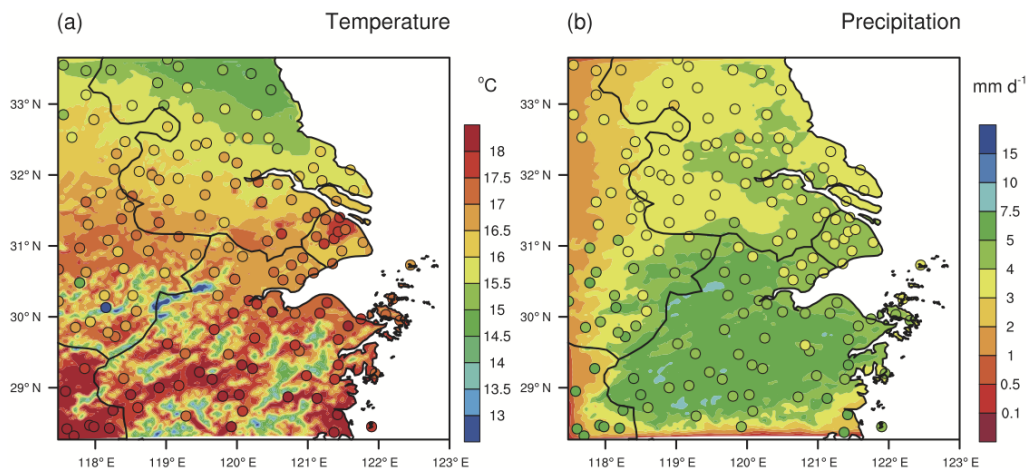 (a) Temperature
(b) Precipitation
°C
mm d⁻¹
33° N
32° N
31° N
30° N
29° N
118° E 119° E 120° E 121° E 122° E 123° E
18
17.5
17
16.5
16
15.5
15
14.5
14
13.5
13
33° N
32° N
31° N
30° N
29° N
118° E 119° E 120° E 121° E 122° E 123° E
15
10
7.5
5
4
3
2
1
0.5
0.1